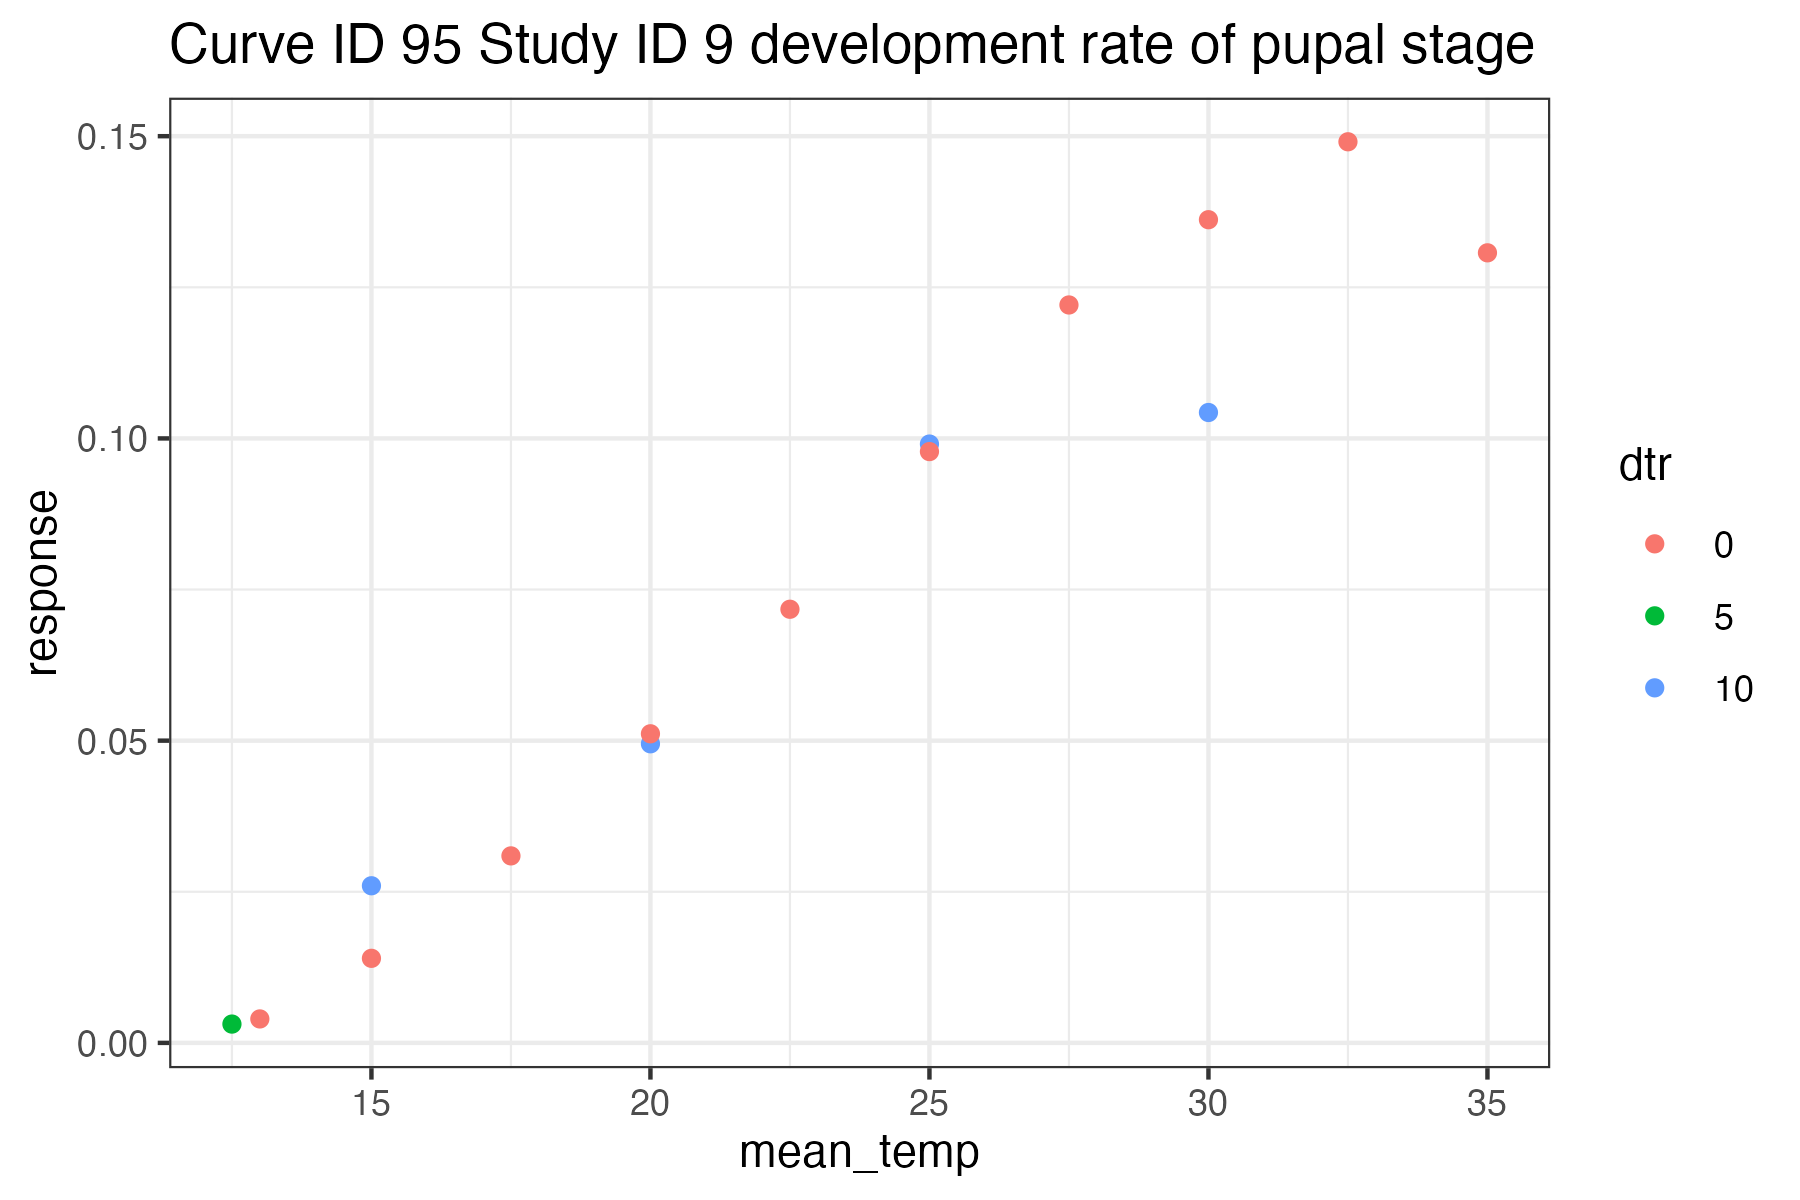 Curve ID 95 Study ID 9 development rate of pupal stage
0.15
0.10
0.05
0.00
response
15 20 25 30 35
mean_temp
dtr
0
5
10